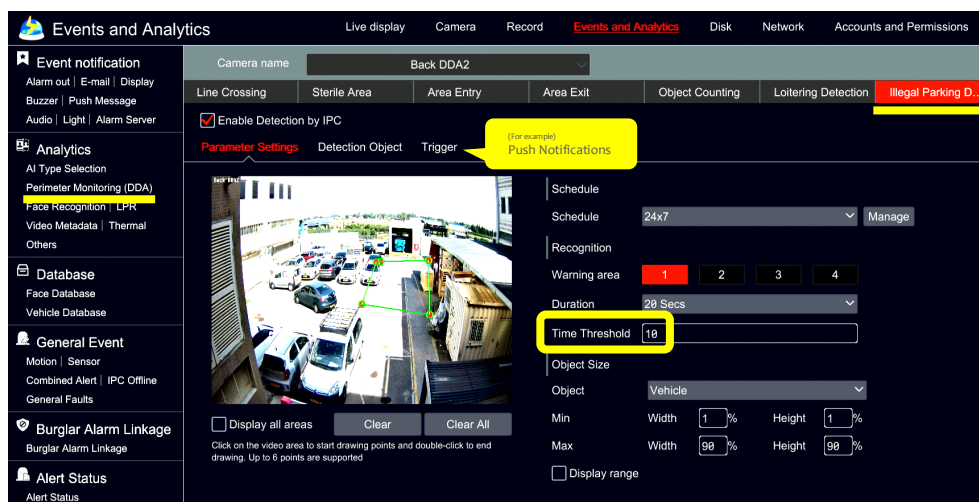 Events and Analytics
Live display Camera Record Events and Analytics Disk Network Accounts and Permissions
Event notification
Alarm out | E-mail | Display
Buzzer | Push Message
Audio | Light | Alarm Server
Analytics
AI Type Selection
Perimeter Monitoring (DDA)
Face Recognition | LPR
Video Metadata | Thermal
Others
Database
Face Database
Vehicle Database
General Event
Motion | Sensor
Combined Alert | IPC Offline
General Faults
Burglar Alarm Linkage
Burglar Alarm Linkage
Alert Status
Alert Status
Camera name Back DDA2
Line Crossing Sterile Area Area Entry Area Exit Object Counting Loitering Detection Illegal Parking D...
Enable Detection by IPC
Parameter Settings Detection Object Trigger
(For example)
Push Notifications
Back DDA2
Display all areas Clear Clear All
Click on the video area to start drawing points and double-click to end
drawing. Up to 6 points are supported
Schedule
Schedule 24x7 Manage
Recognition
Warning area 1 2 3 4
Duration 20 Secs
Time Threshold 10
Object Size
Object Vehicle
Min Width 1 % Height 1 %
Max Width 90 % Height 90 %
Display range